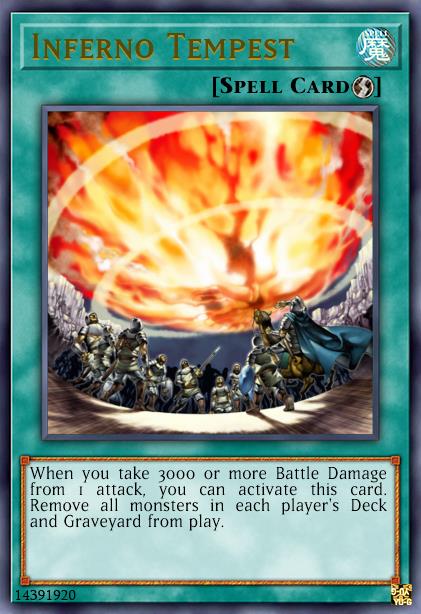 Inferno Tempest
SPELL
魔
[Spell Card]
When you take 3000 or more Battle Damage
from 1 attack, you can activate this card.
Remove all monsters in each player's Deck
and Graveyard from play.
14391920